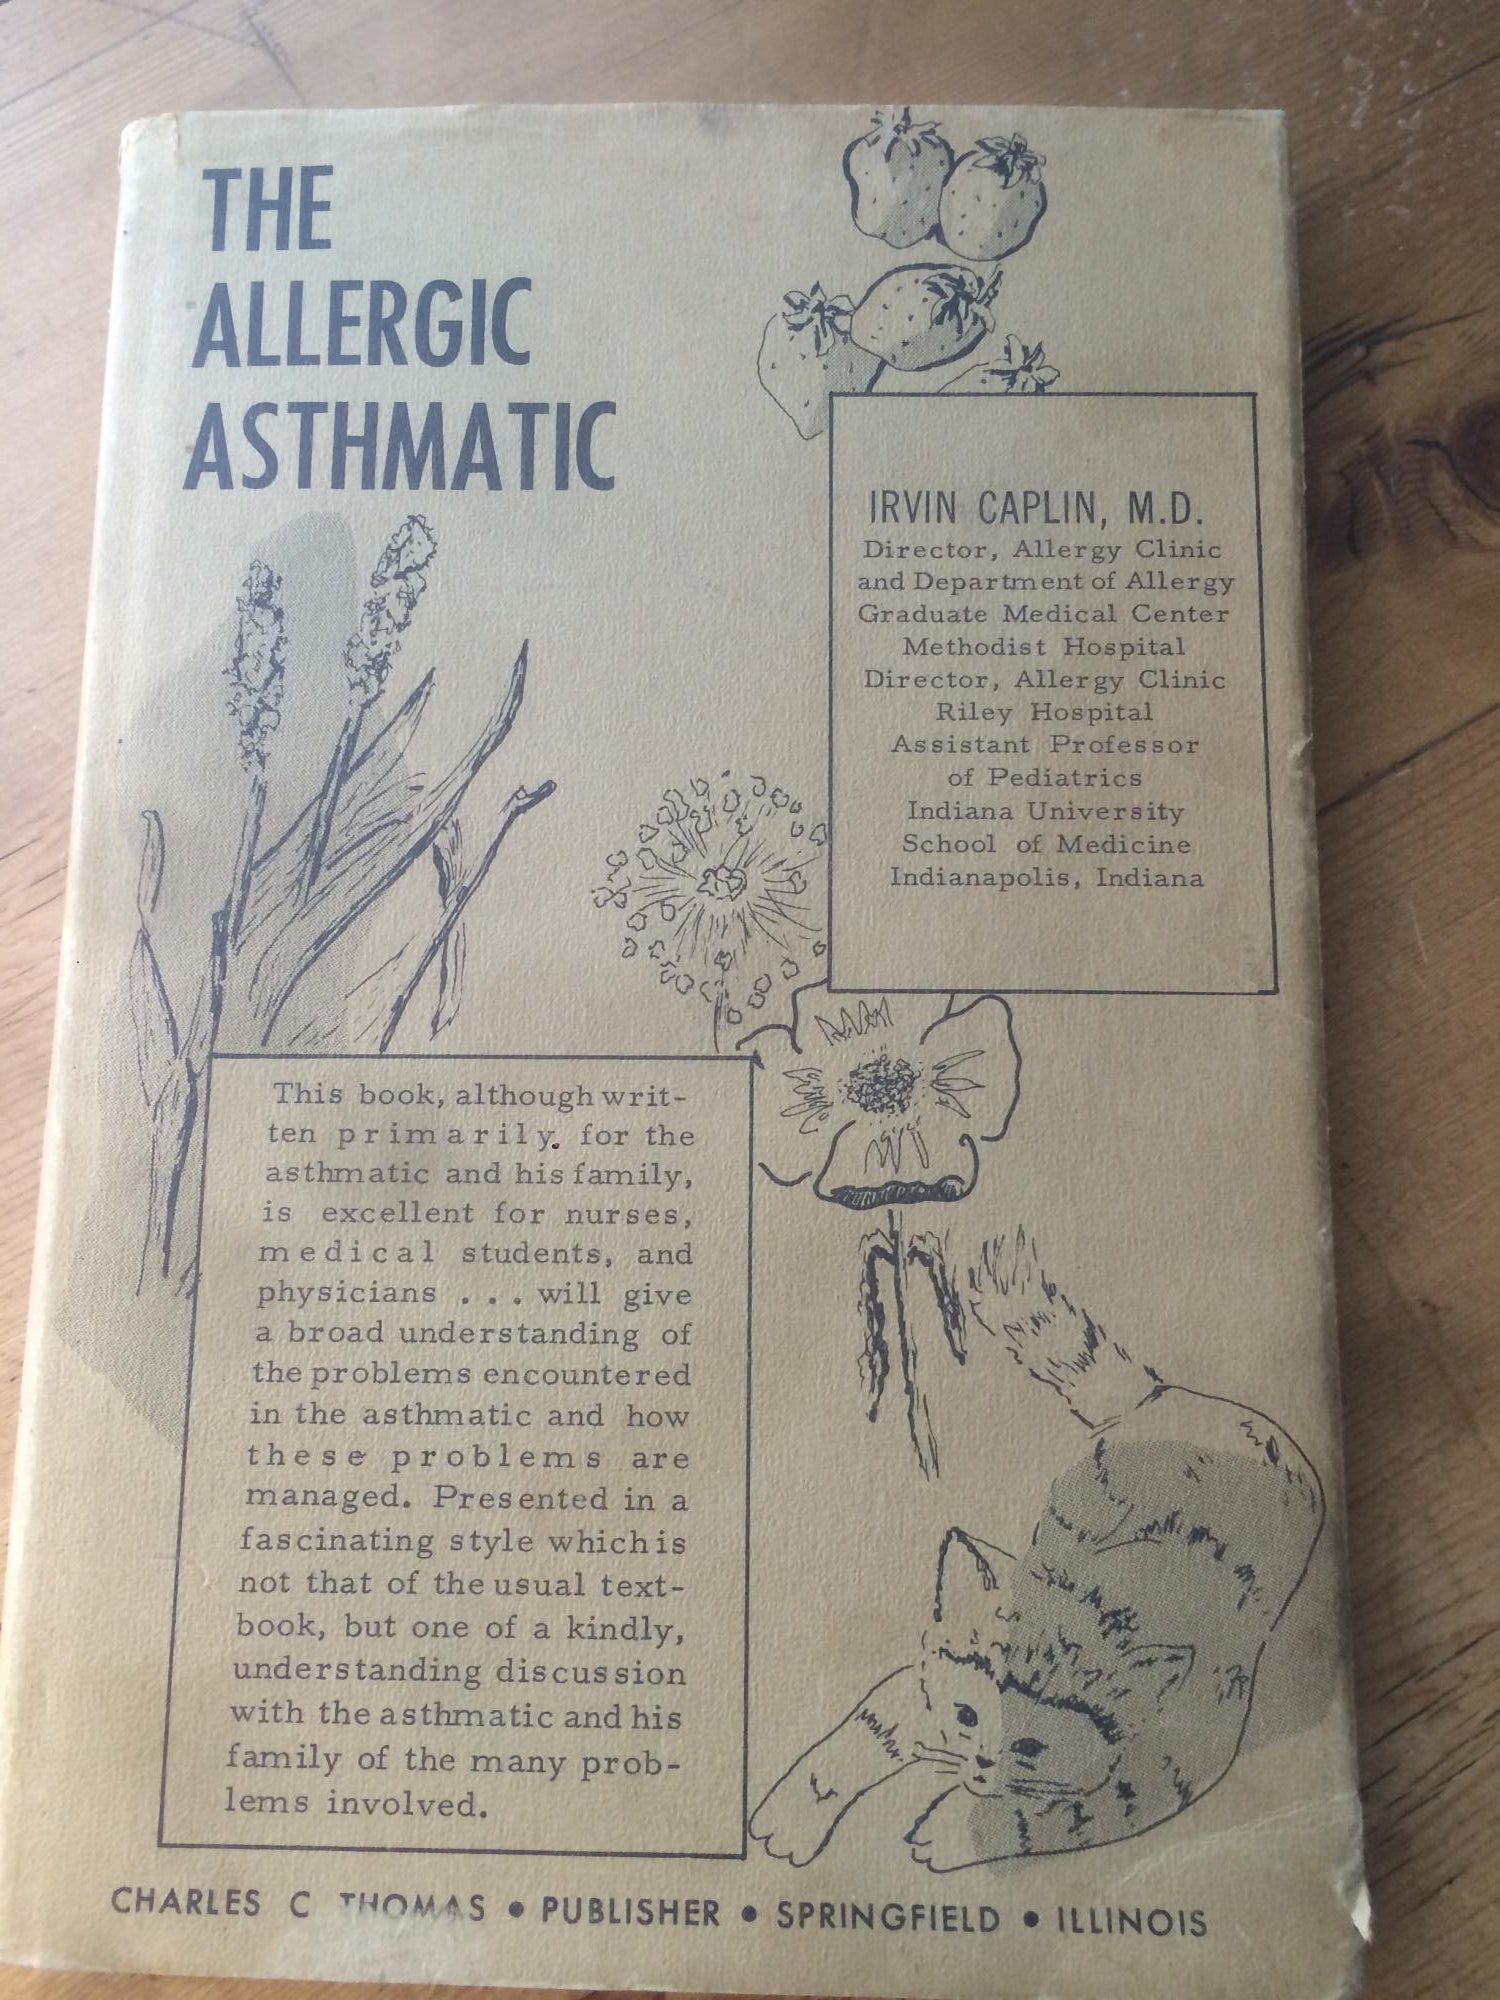 THE
ALLERGIC
ASTHMATIC
IRVIN CAPLIN, M.D.
Director, Allergy Clinic
and Department of Allergy
Graduate Medical Center
Methodist Hospital
Director, Allergy Clinic
Riley Hospital
Assistant Professor
of Pediatrics
Indiana University
School of Medicine
Indianapolis, Indiana
This book, although writ-
ten primarily. for the
asthmatic and his family,
is excellent for nurses,
medical students, and
physicians . . . will give
a broad understanding of
the problems encountered
in the asthmatic and how
these problems are
managed. Presented in a
fascinating style which is
not that of the usual text-
book, but one of a kindly,
understanding discussion
with the asthmatic and his
family of the many prob-
lems involved.
CHARLES C THOMAS • PUBLISHER • SPRINGFIELD • ILLINOIS